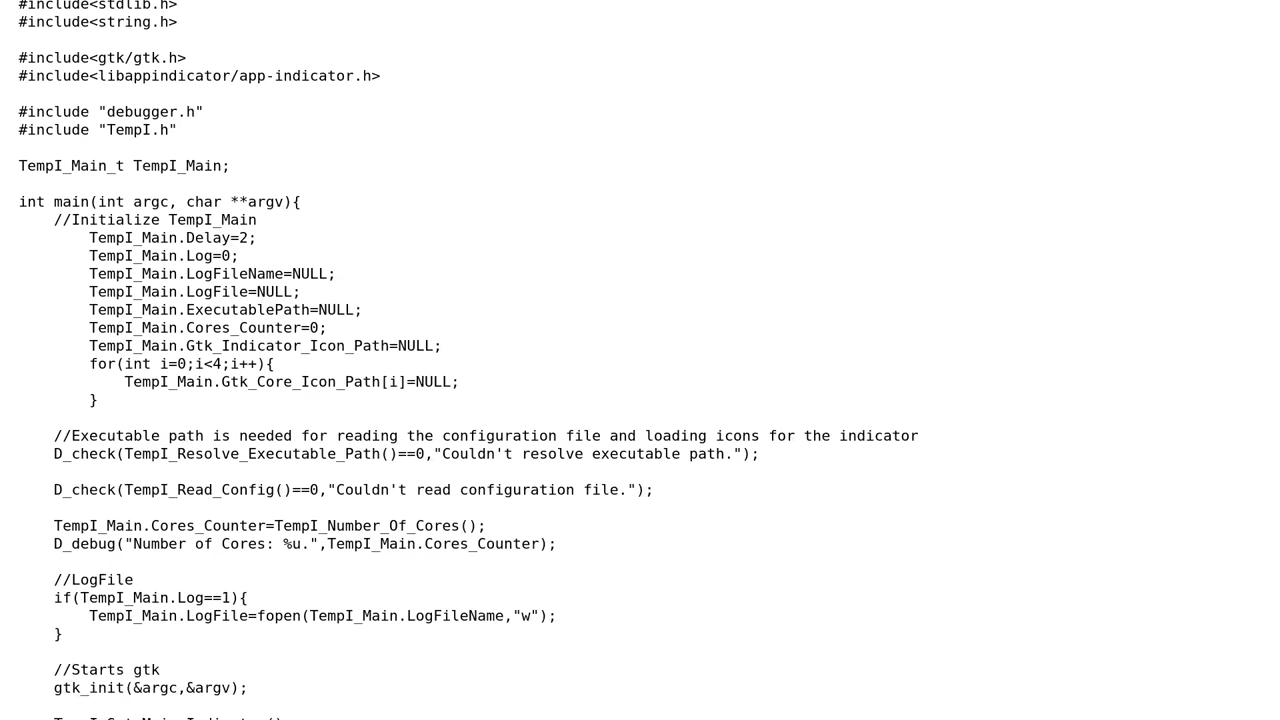 #include<stdlib.h>
#include<string.h>

#include<gtk/gtk.h>
#include<libappindicator/app-indicator.h>

#include "debugger.h"
#include "TempI.h"

TempI_Main_t TempI_Main;

int main(int argc, char **argv){
    //Initialize TempI_Main
        TempI_Main.Delay=2;
        TempI_Main.Log=0;
        TempI_Main.LogFileName=NULL;
        TempI_Main.LogFile=NULL;
        TempI_Main.ExecutablePath=NULL;
        TempI_Main.Cores_Counter=0;
        TempI_Main.Gtk_Indicator_Icon_Path=NULL;
        for(int i=0;i<4;i++){
            TempI_Main.Gtk_Core_Icon_Path[i]=NULL;
        }

    //Executable path is needed for reading the configuration file and loading icons for the indicator
    D_check(TempI_Resolve_Executable_Path()==0,"Couldn't resolve executable path.");

    D_check(TempI_Read_Config()==0,"Couldn't read configuration file.");

    TempI_Main.Cores_Counter=TempI_Number_Of_Cores();
    D_debug("Number of Cores: %u.",TempI_Main.Cores_Counter);

    //LogFile
    if(TempI_Main.Log==1){
        TempI_Main.LogFile=fopen(TempI_Main.LogFileName,"w");
    }

    //Starts gtk
    gtk_init(&argc,&argv);